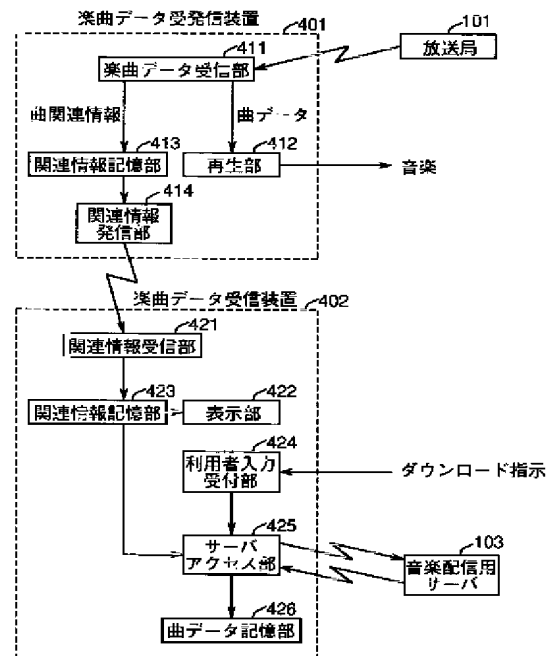 楽曲データ受発信装置
401
411
楽曲データ受信部
101
放送局
曲関連情報
曲データ
413
関連情報記憶部
412
再生部
音楽
414
関連情報
発信部
楽曲データ受信装置
402
421
関連情報受信部
423
関連情報記憶部
422
表示部
424
利用者入力
受付部
ダウンロード指示
425
サーバ
アクセス部
103
音楽配信用
サーバ
426
曲データ記憶部